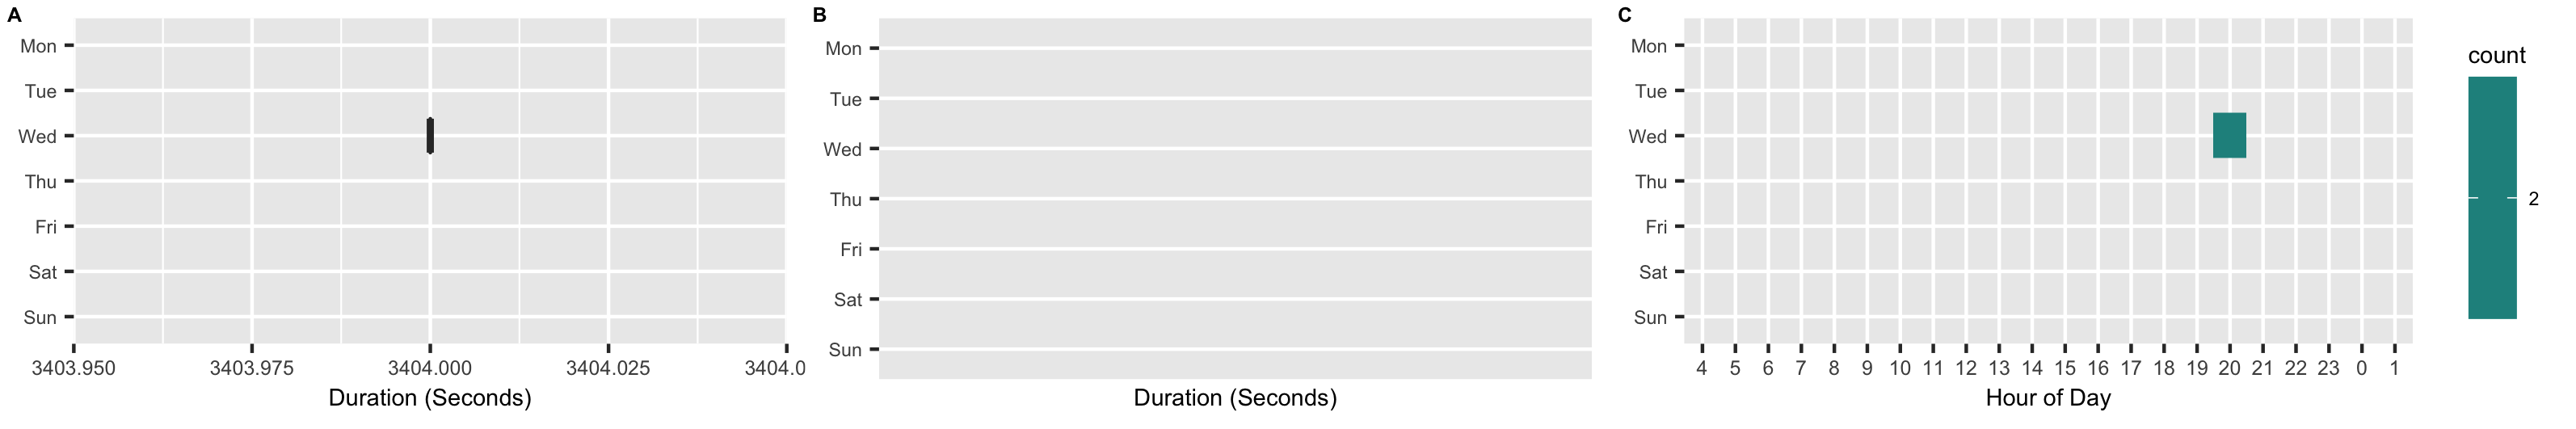 A
Mon
Tue
Wed
Thu
Fri
Sat
Sun
3403.950 3403.975 3404.000 3404.025 3404.0
Duration (Seconds)
B
Mon
Tue
Wed
Thu
Fri
Sat
Sun
Duration (Seconds)
C
Mon
Tue
Wed
Thu
Fri
Sat
Sun
4 5 6 7 8 9 10 11 12 13 14 15 16 17 18 19 20 21 22 23 0 1
Hour of Day
count
2